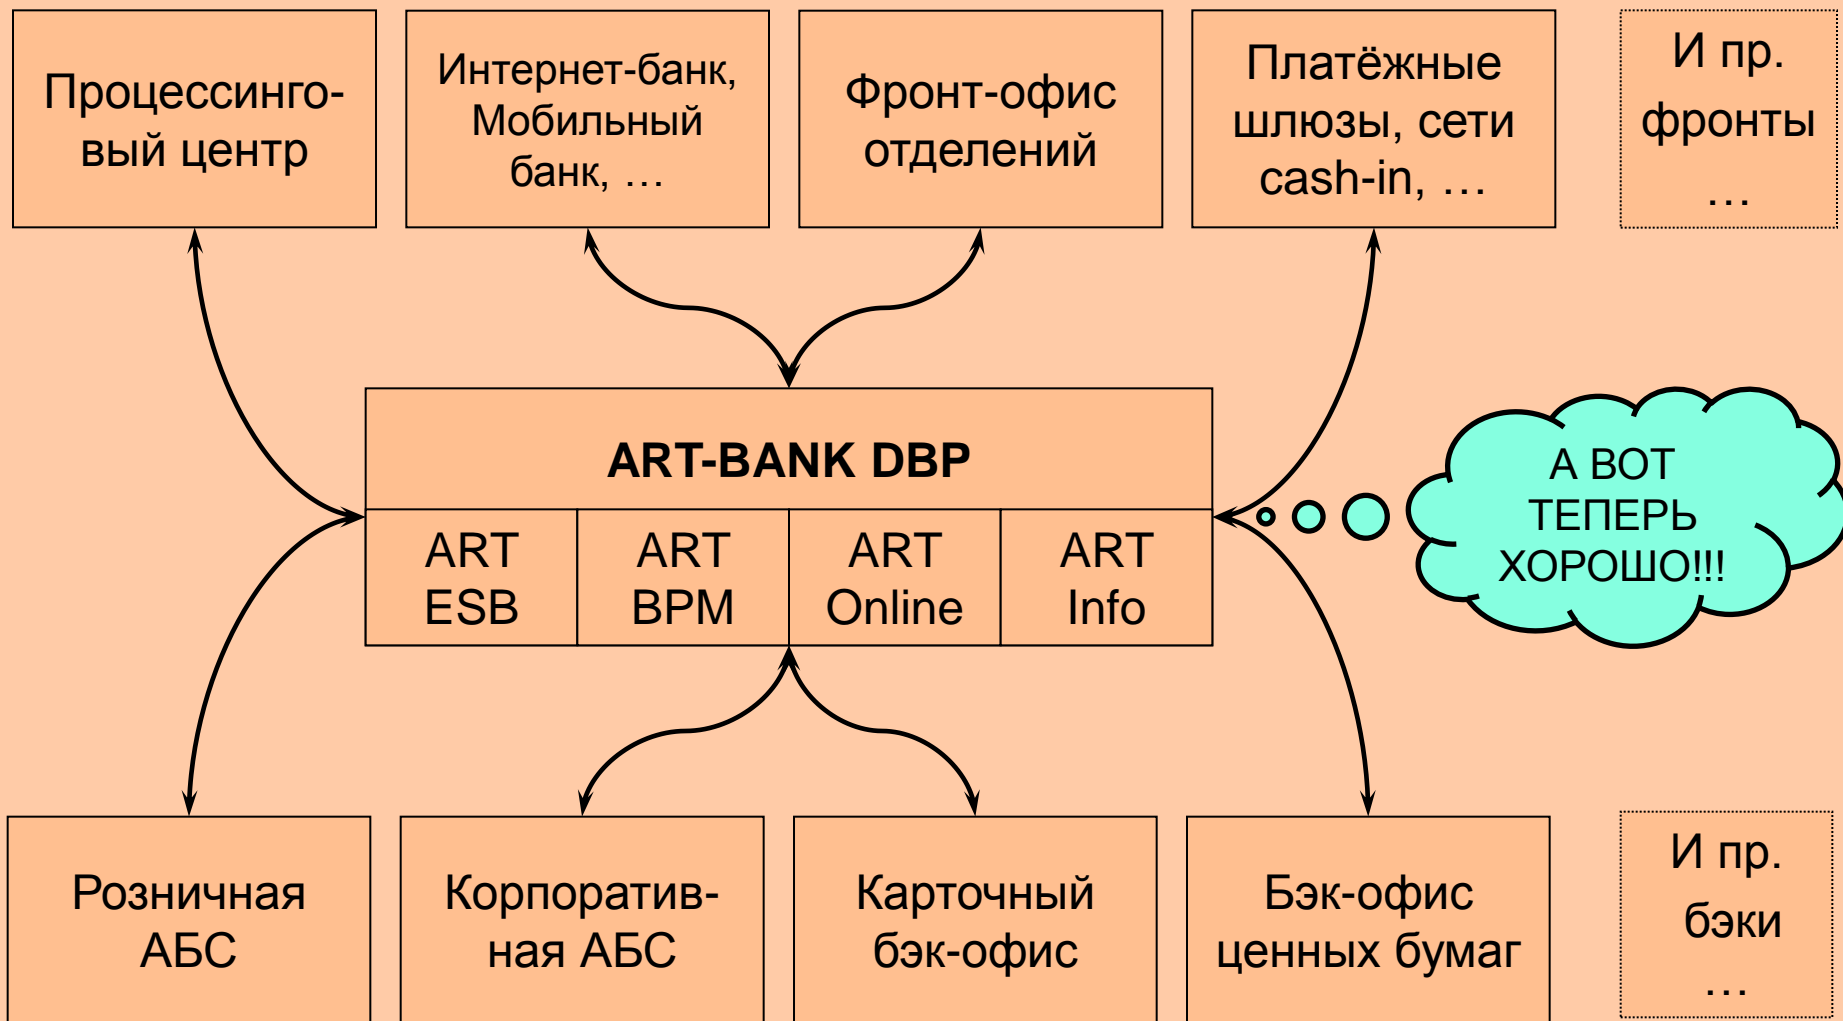 Процессинго-
вый центр
Интернет-банк,
Мобильный
банк, …
Фронт-офис
отделений
Платёжные
шлюзы, сети
cash-in, …
И пр.
фронты
…
ART-BANK DBP
ART
ESB
ART
BPM
ART
Online
ART
Info
А ВОТ
ТЕПЕРЬ
ХОРОШО!!!
Розничная
АБС
Корпоратив-
ная АБС
Карточный
бэк-офис
Бэк-офис
ценных бумаг
И пр.
бэки
…